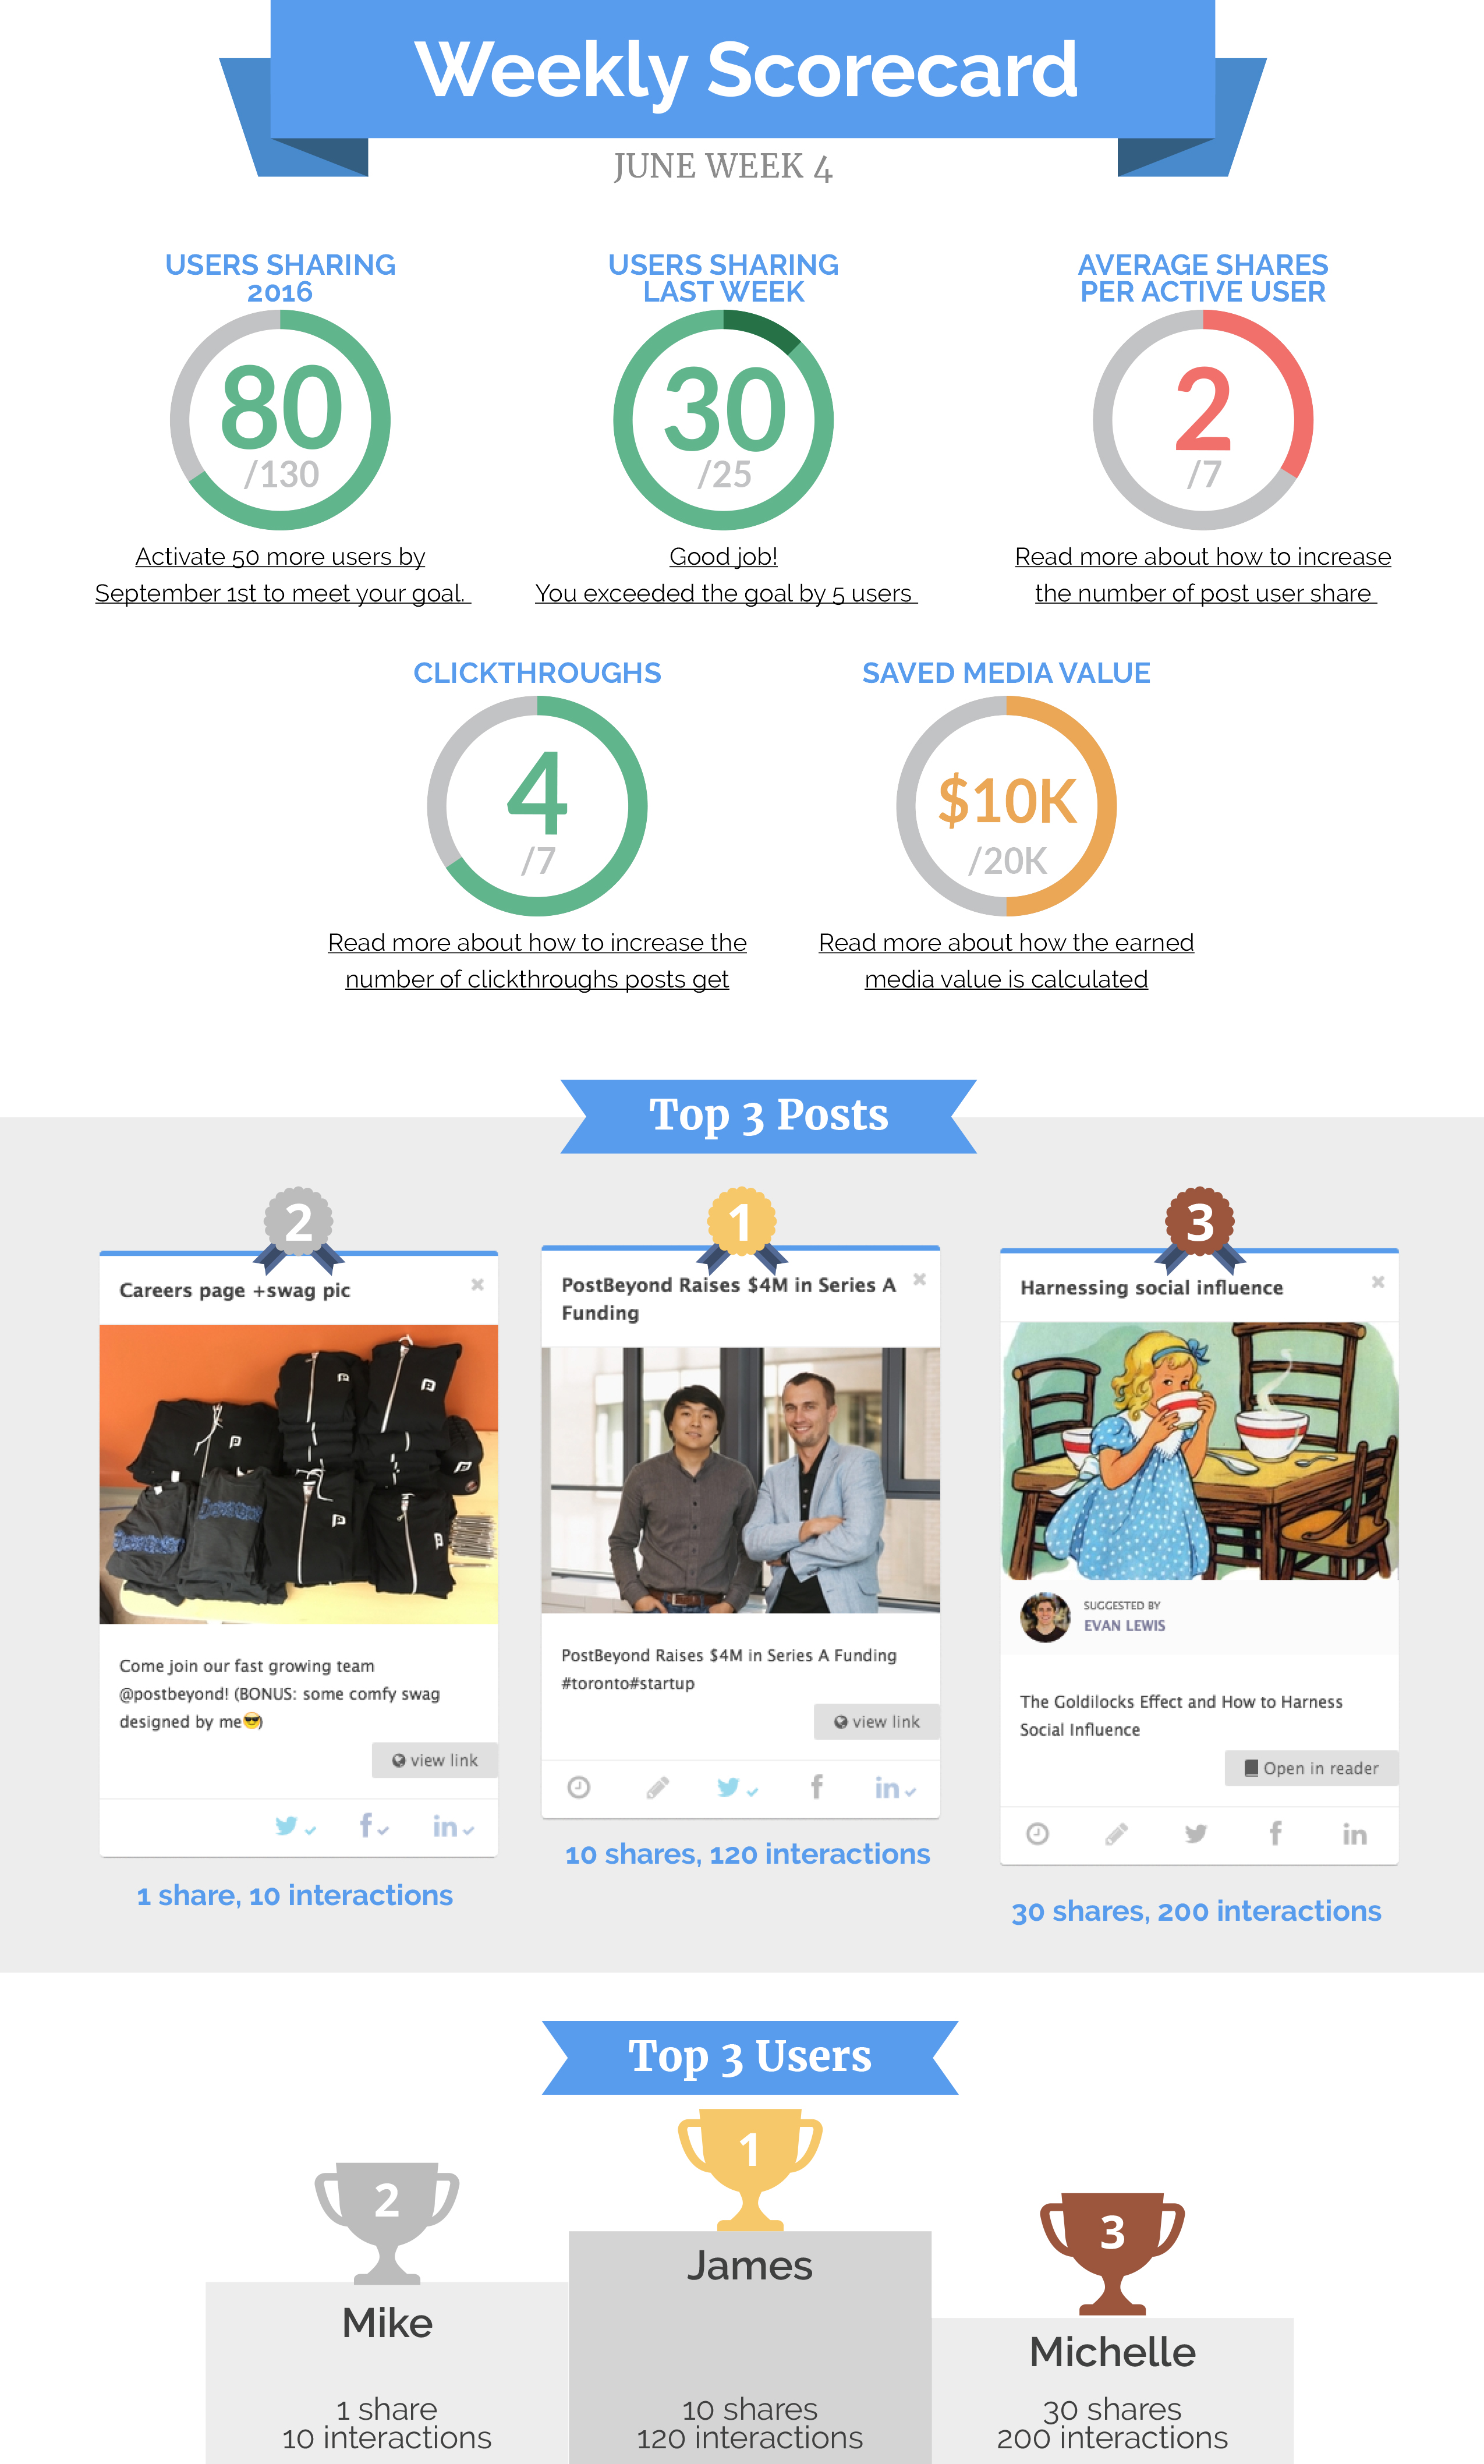 Weekly Scorecard
JUNE WEEK 4
USERS SHARING
2016
80
/130
Activate 50 more users by
September 1st to meet your goal.
USERS SHARING
LAST WEEK
30
/25
Good job!
You exceeded the goal by 5 users
AVERAGE SHARES
PER ACTIVE USER
2
/7
Read more about how to increase
the number of post user share
CLICKTHROUGHS
4
/7
Read more about how to increase the
number of clickthroughs posts get
SAVED MEDIA VALUE
$10K
/20K
Read more about how the earned
media value is calculated
Top 3 Posts
2
Careers page +swag pic
Come join our fast growing team
@postbeyond! (BONUS: some comfy swag
designed by me😎)
view link
1 share, 10 interactions
1
PostBeyond Raises $4M in Series A
Funding
PostBeyond Raises $4M in Series A Funding
#toronto#startup
view link
10 shares, 120 interactions
3
Harnessing social influence
SUGGESTED BY
EVAN LEWIS
The Goldilocks Effect and How to Harness
Social Influence
Open in reader
30 shares, 200 interactions
Top 3 Users
2
Mike
1 share
10 interactions
1
James
10 shares
120 interactions
3
Michelle
30 shares
200 interactions